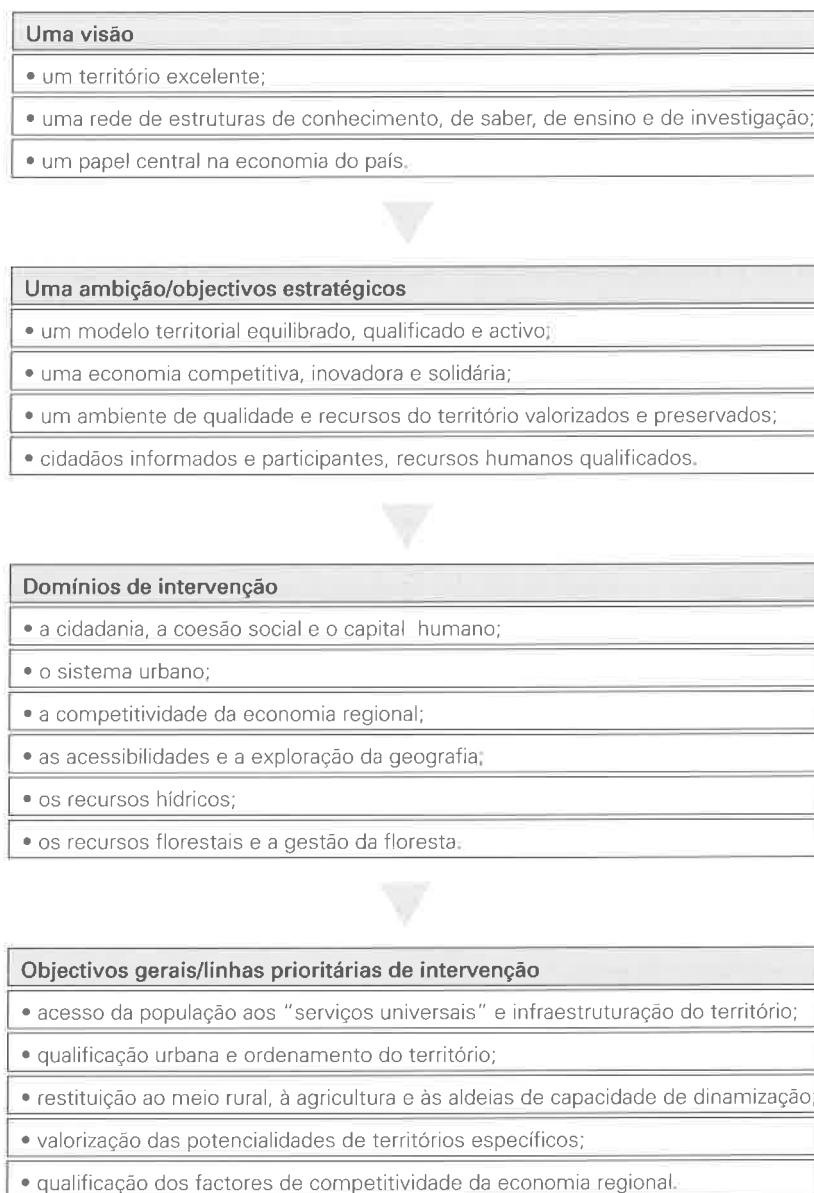 Uma visão
• um território excelente;
• uma rede de estruturas de conhecimento, de saber, de ensino e de investigação;
• um papel central na economia do país.
Uma ambição/objectivos estratégicos
• um modelo territorial equilibrado, qualificado e activo;
• uma economia competitiva, inovadora e solidária;
• um ambiente de qualidade e recursos do território valorizados e preservados;
• cidadãos informados e participantes, recursos humanos qualificados.
Domínios de intervenção
• a cidadania, a coesão social e o capital humano;
• o sistema urbano;
• a competitividade da economia regional;
• as acessibilidades e a exploração da geografia;
• os recursos hídricos;
• os recursos florestais e a gestão da floresta.
Objectivos gerais/linhas prioritárias de intervenção
• acesso da população aos "serviços universais" e infraestruturação do território;
• qualificação urbana e ordenamento do território;
• restituição ao meio rural, à agricultura e às aldeias de capacidade de dinamização;
• valorização das potencialidades de territórios específicos;
• qualificação dos factores de competitividade da economia regional.